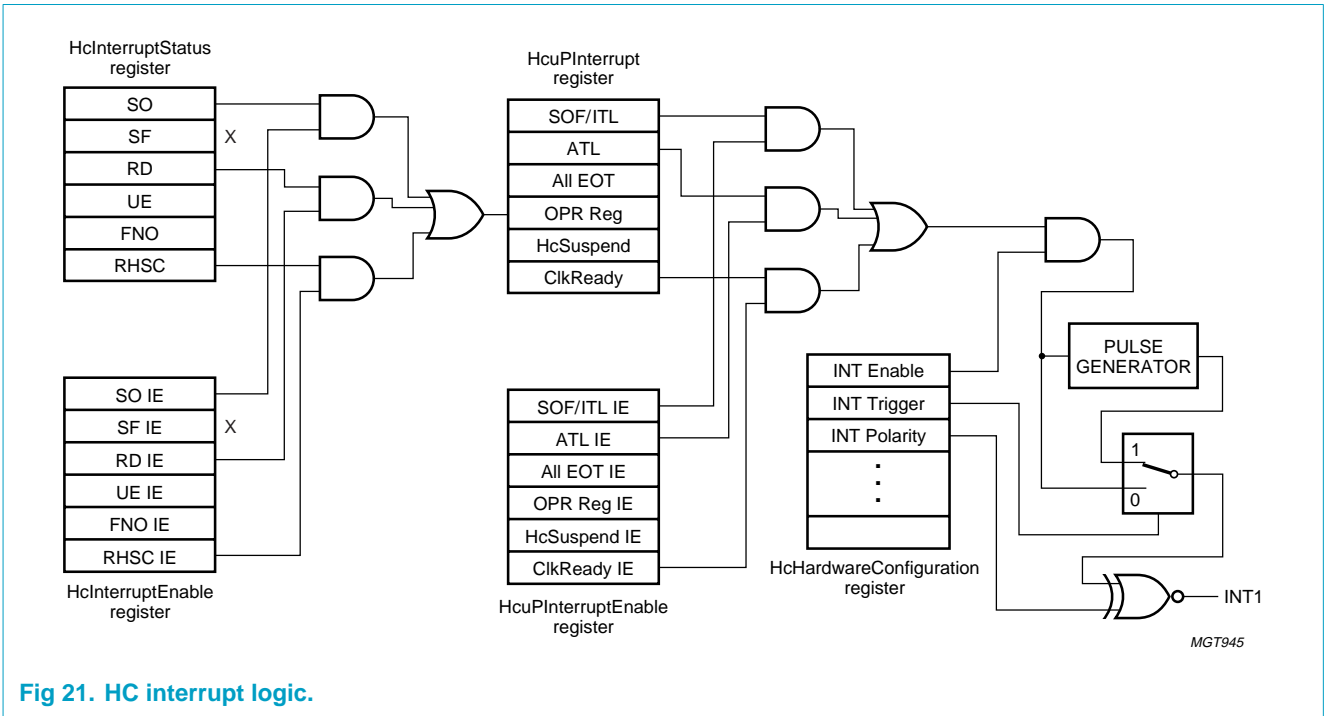 HcInterruptStatus
register
SO
SF
X
RD
UE
FNO
RHSC
SO IE
SF IE
X
RD IE
UE IE
FNO IE
RHSC IE
HcInterruptEnable
register
HcuPInterrupt
register
SOF/ITL
ATL
All EOT
OPR Reg
HcSuspend
ClkReady
SOF/ITL IE
ATL IE
All EOT IE
OPR Reg IE
HcSuspend IE
ClkReady IE
HcuPInterruptEnable
register
INT Enable
INT Trigger
INT Polarity
HcHardwareConfiguration
register
PULSE
GENERATOR
1
0
INT1
MGT945
Fig 21. HC interrupt logic.